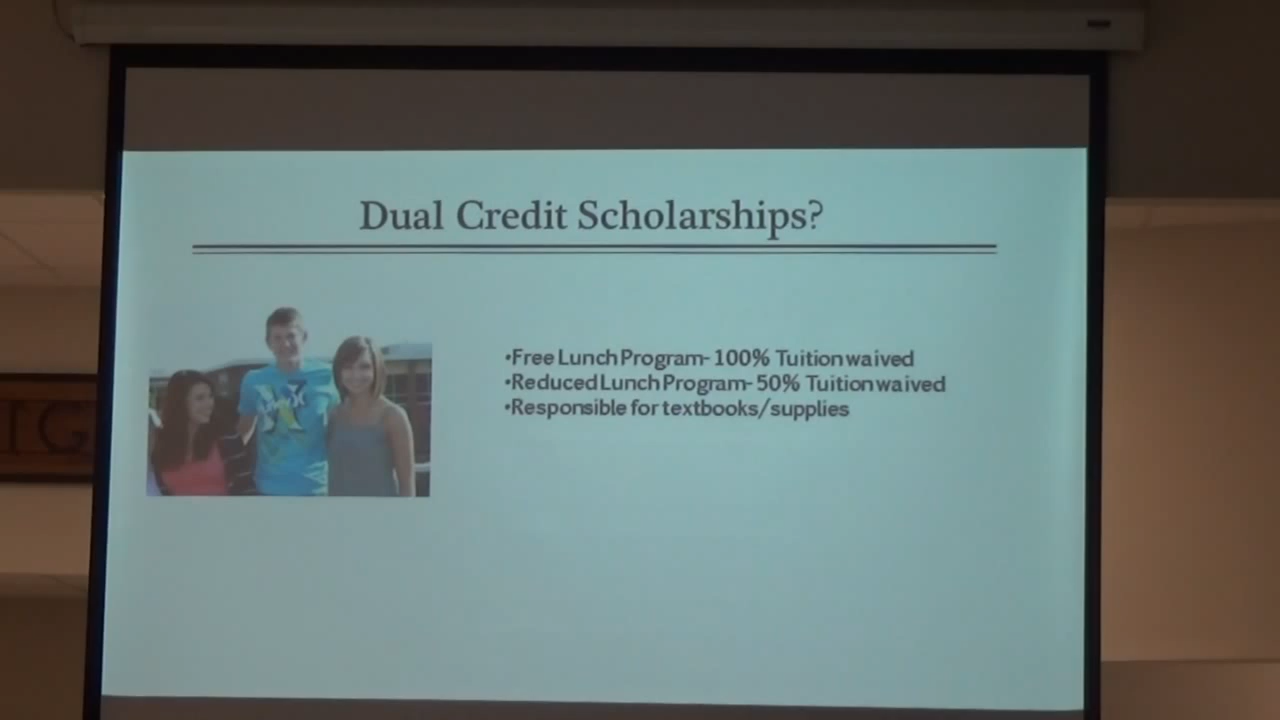 Dual Credit Scholarships?
•Free Lunch Program- 100% Tuition waived
•Reduced Lunch Program- 50% Tuition waived
•Responsible for textbooks/supplies